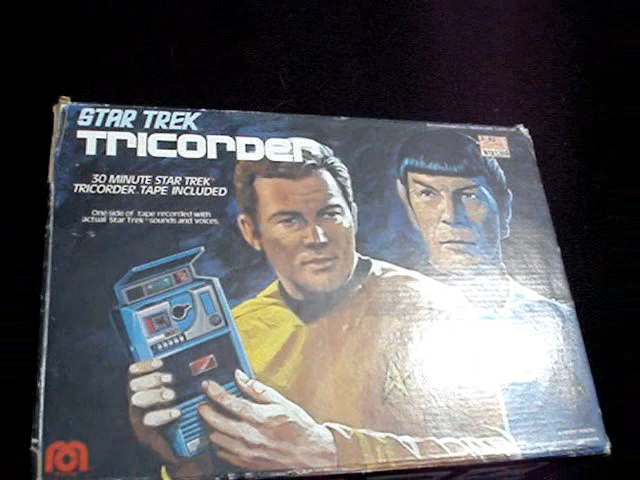 STAR TREK
TRICORDER
30 MINUTE STAR TREK
TRICORDER TAPE INCLUDED
One side of tape recorded with
actual Star Trek sounds and voices.